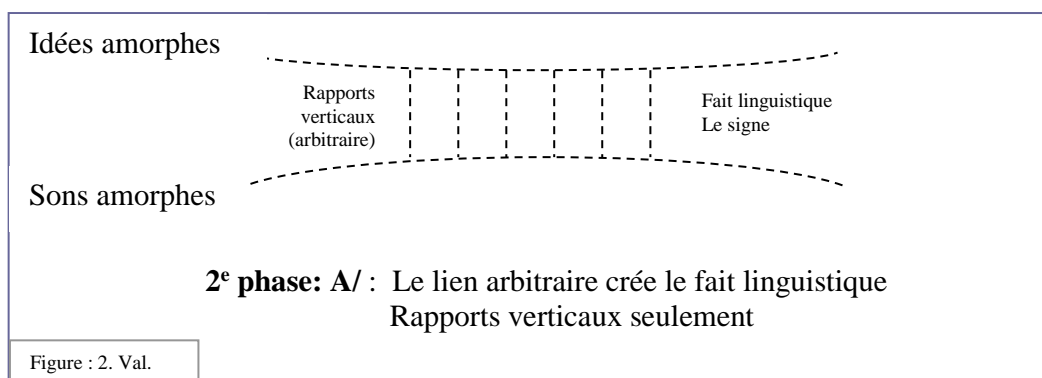 Idées amorphes
Rapports
verticaux
(arbitraire)
Fait linguistique
Le signe
Sons amorphes
2e phase: A/ : Le lien arbitraire crée le fait linguistique
Rapports verticaux seulement
Figure : 2. Val.